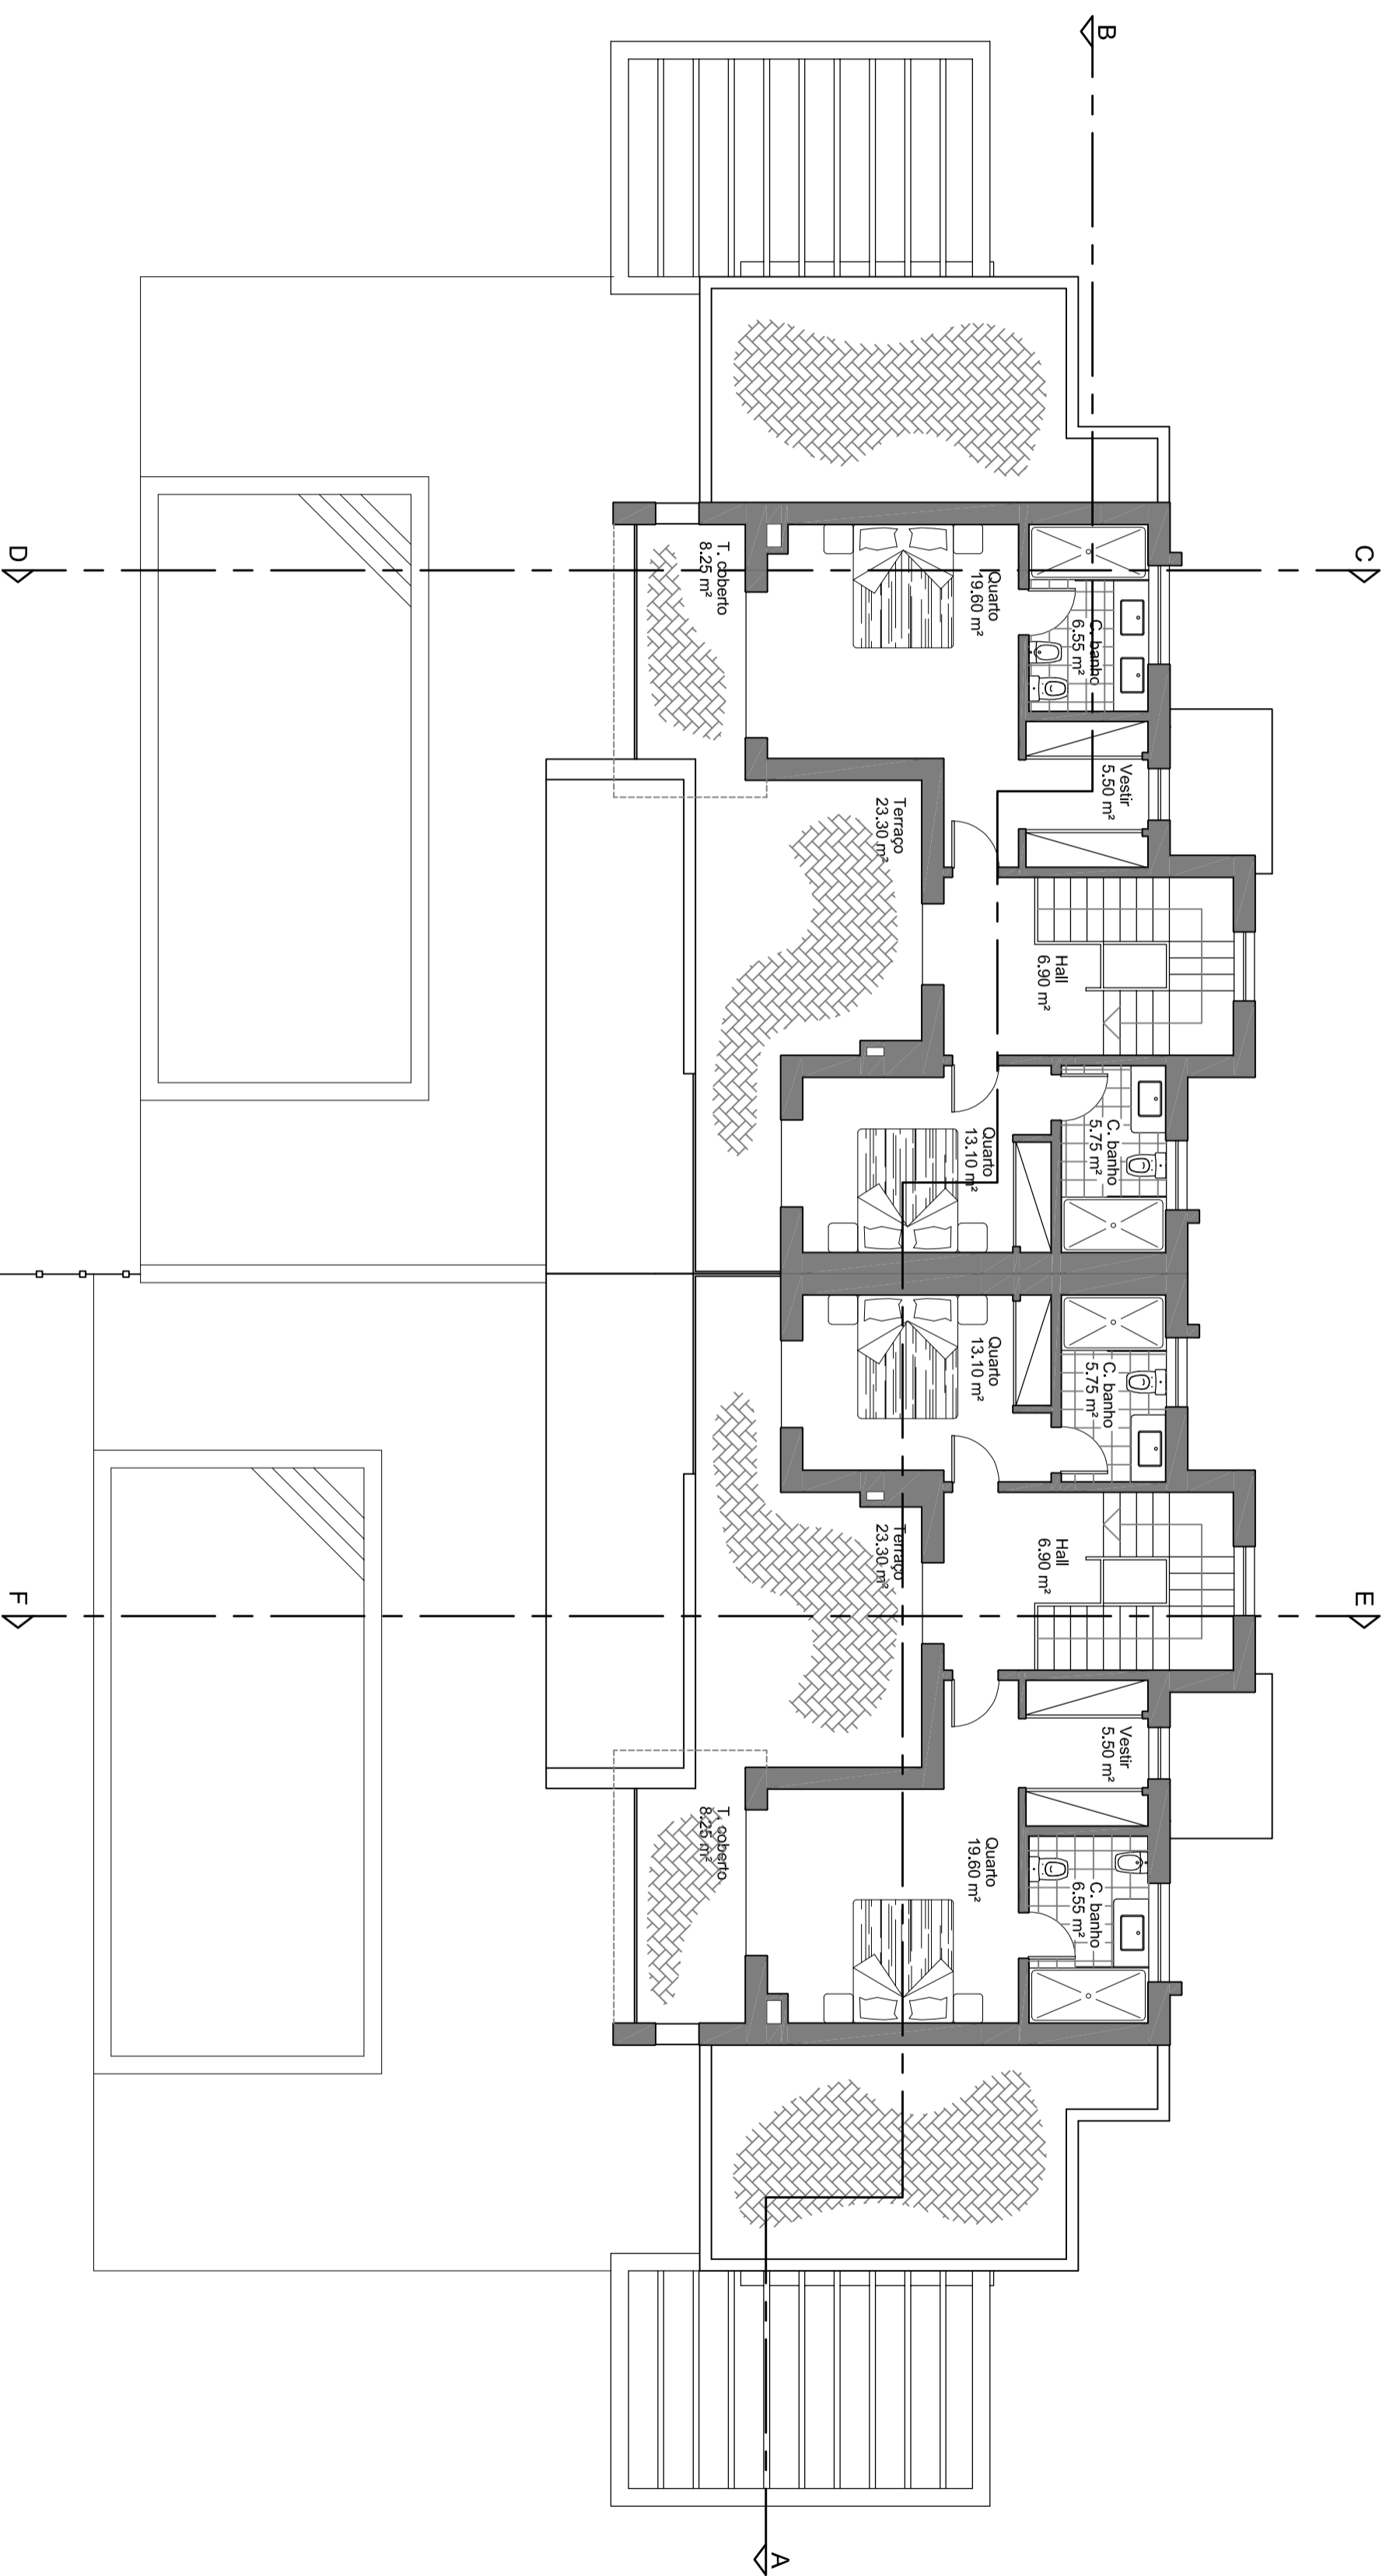 B
C
D
Quarto
19.60 m²
C. banho
6.55 m²
T. coberto
8.25 m²
Vestir
5.50 m²
Terraço
23.30 m²
Hall
6.90 m²
Quarto
13.10 m²
C. banho
5.75 m²
Quarto
13.10 m²
C. banho
5.75 m²
Hall
6.90 m²
Terraço
23.30 m²
E
F
Vestir
5.50 m²
T. coberto
8.25 m²
Quarto
19.60 m²
C. banho
6.55 m²
A